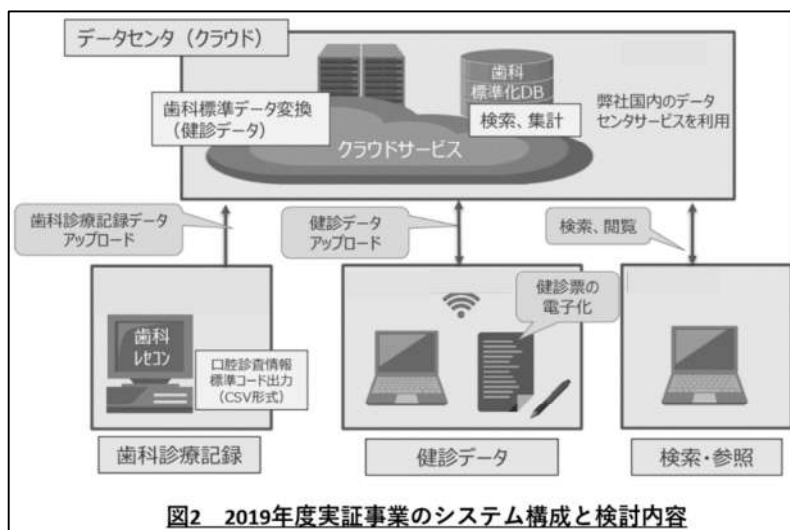 データセンタ（クラウド）
歯科
標準化DB
歯科標準データ変換
（健診データ）
検索、集計
弊社国内のデータ
センタサービスを利用
クラウドサービス
歯科診療記録データ
アップロード
健診データ
アップロード
検索、閲覧
健診票の
電子化
歯科
レセコン
口腔診査情報
標準コード出力
（CSV形式）
歯科診療記録
健診データ
検索・参照
図2　2019年度実証事業のシステム構成と検討内容